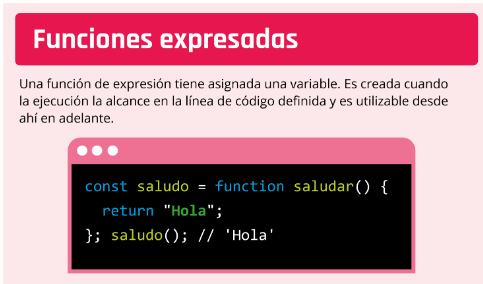 Funciones expresadas
Una función de expresión tiene asignada una variable. Es creada cuando
la ejecución la alcance en la línea de código definida y es utilizable desde
ahí en adelante.
const saludo = function saludar() {
return "Hola";
}; saludo(); // 'Hola'